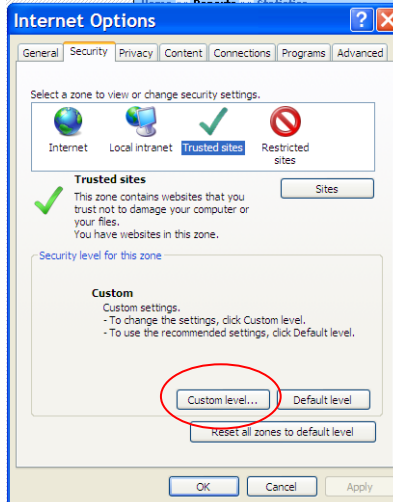 Home Reports Statistics
Internet Options
General Security Privacy Content Connections Programs Advanced
Select a zone to view or change security settings.
Internet Local intranet Trusted sites Restricted sites
Trusted sites
Sites
This zone contains websites that you
trust not to damage your computer or
your files.
You have websites in this zone.
Security level for this zone
Custom
Custom settings.
- To change the settings, click Custom level.
- To use the recommended settings, click Default level.
Custom level... Default level
Reset all zones to default level
OK Cancel Apply